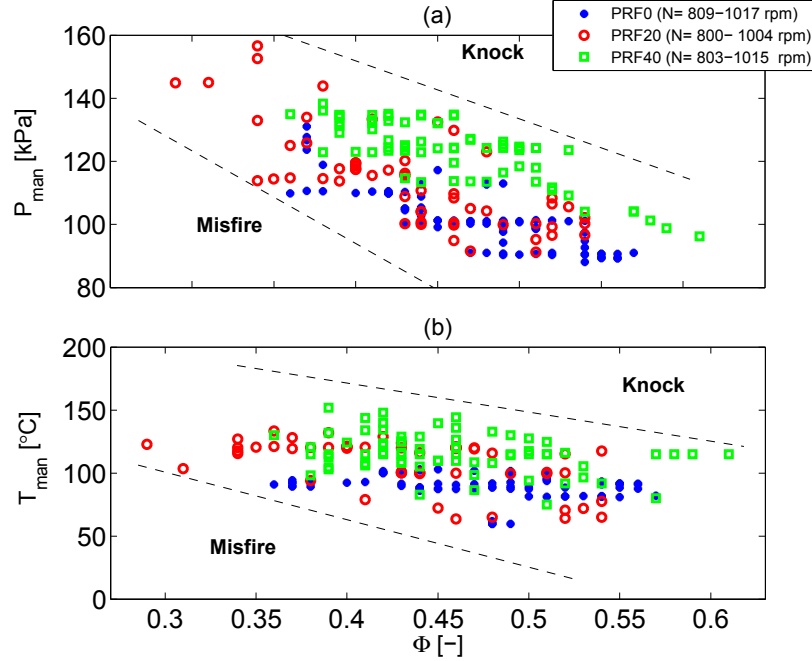 (a)
PRF0 (N= 809−1017 rpm)
PRF20 (N= 800− 1004 rpm)
PRF40 (N= 803−1015 rpm)
160
140
120
100
80
P_man [kPa]
Knock
Misfire
(b)
200
150
100
50
0
T_man [°C]
Knock
Misfire
0.3 0.35 0.4 0.45 0.5 0.55 0.6
Φ [−]